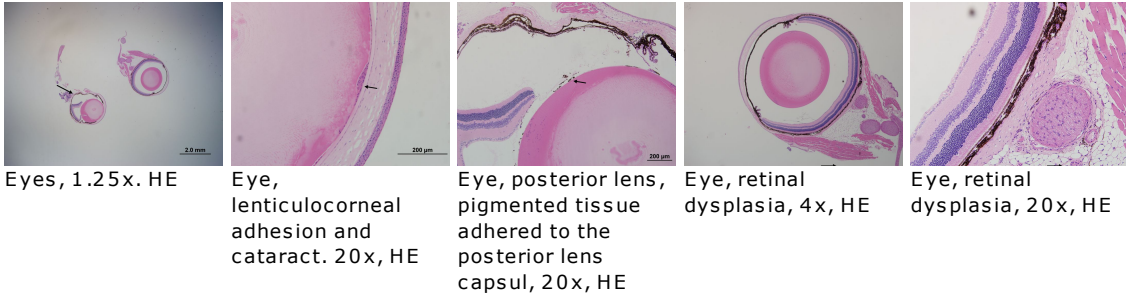 2.0 mm
200 µm
200 µm
Eyes, 1.25x. HE
Eye,
lenticulocorneal
adhesion and
cataract. 20x, HE
Eye, posterior lens,
pigmented tissue
adhered to the
posterior lens
capsul, 20x, HE
Eye, retinal
dysplasia, 4x, HE
Eye, retinal
dysplasia, 20x, HE